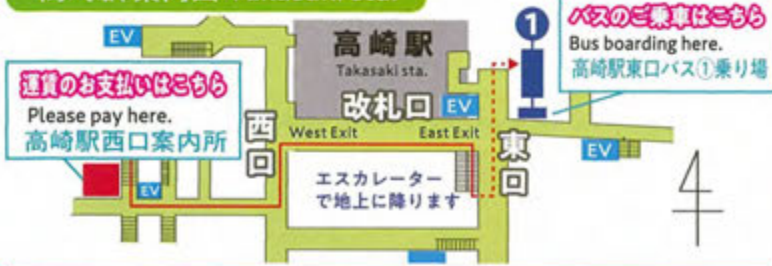 EV
高崎駅
Takasaki sta.
1
バスのご乗車はこちら
Bus boarding here.
高崎駅東口バス①乗り場
運賃のお支払いはこちら
Please pay here.
高崎駅西口案内所
改札口
EV
西口
West Exit
East Exit
東口
EV
EV
エスカレーター
で地上に降ります